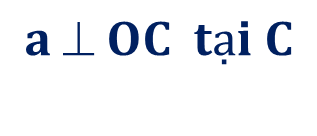 a ⊥ OC tại C